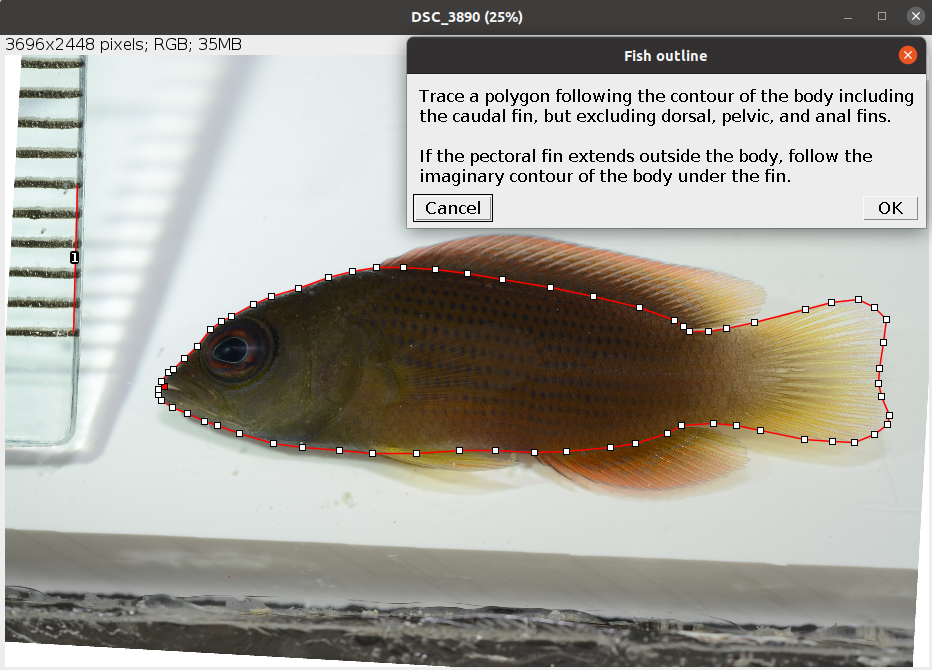 DSC_3890 (25%)
3696x2448 pixels; RGB; 35MB
Fish outline
Trace a polygon following the contour of the body including
the caudal fin, but excluding dorsal, pelvic, and anal fins.
If the pectoral fin extends outside the body, follow the
imaginary contour of the body under the fin.
Cancel
OK
1